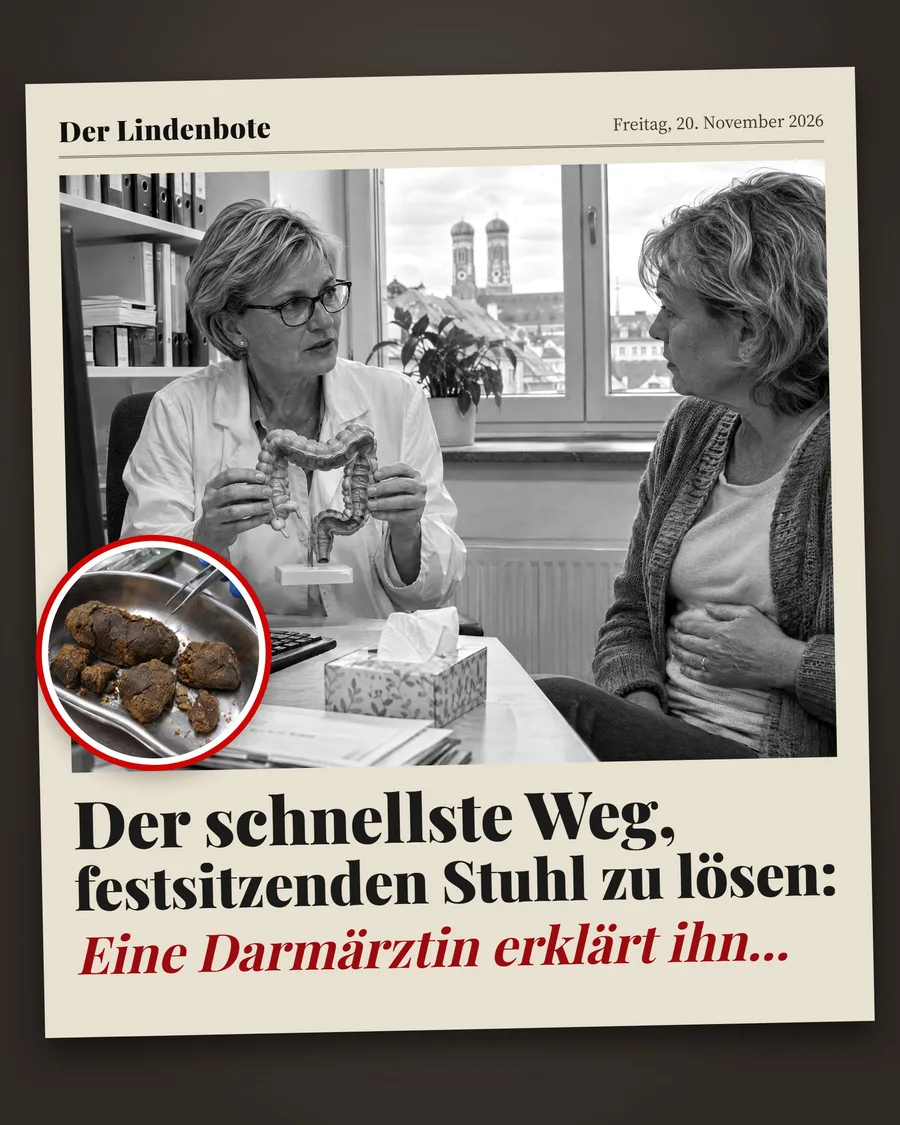 Der Lindenbote
Freitag, 20. November 2026
Der schnellste Weg,
festsitzenden Stuhl zu lösen:
Eine Darmärztin erklärt ihn...